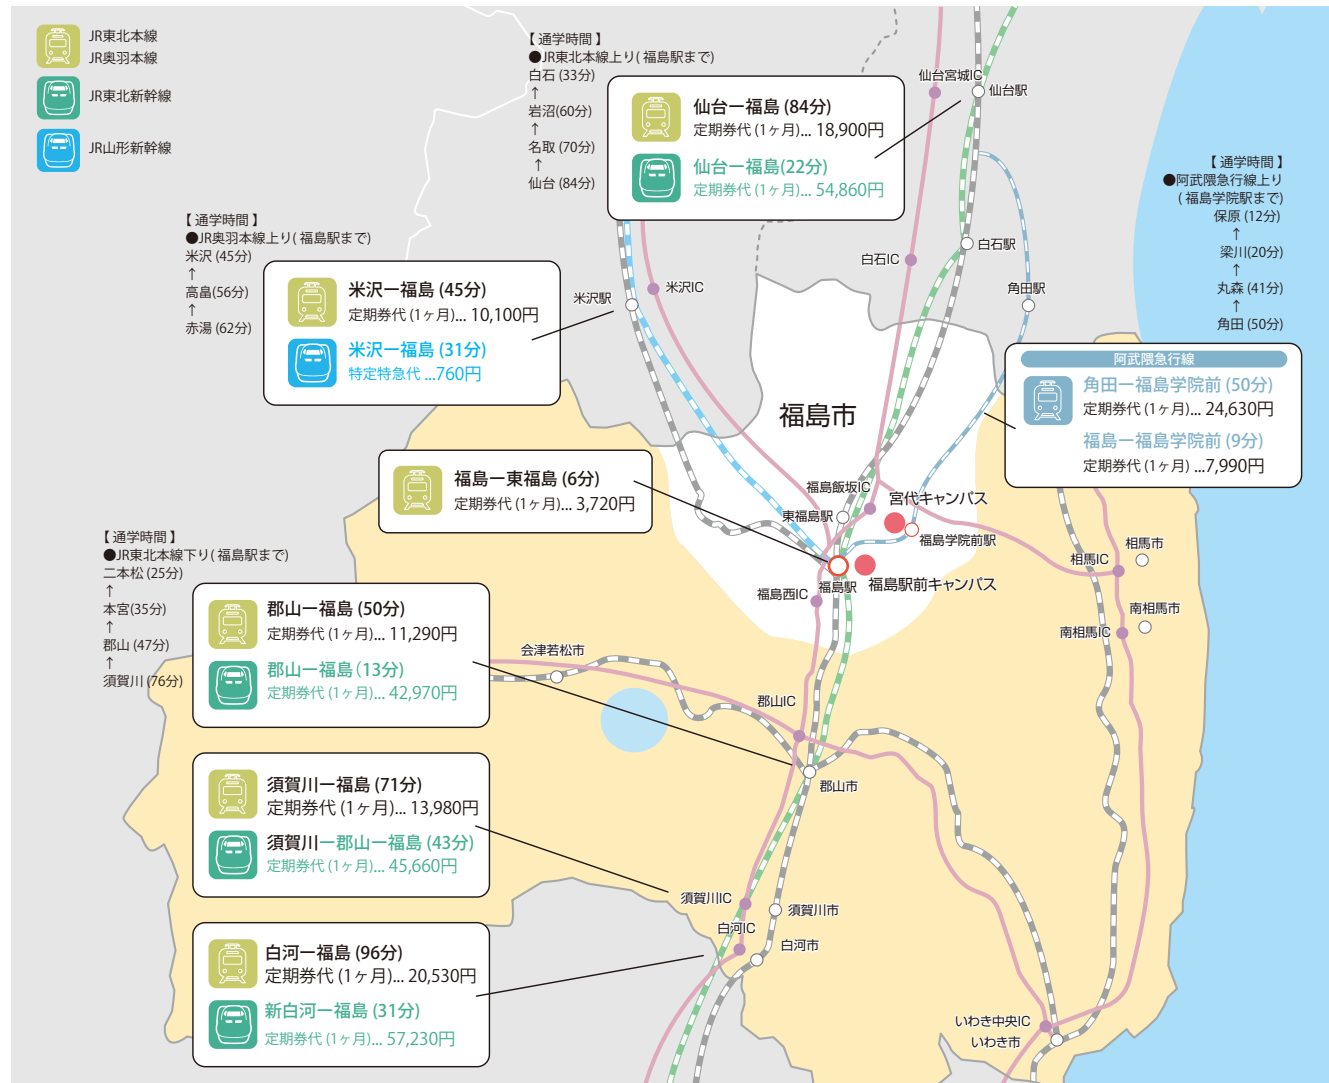 JR東北本線
JR奥羽本線
JR東北新幹線
JR山形新幹線
【 通学時間 】
●JR東北本線上り( 福島駅まで)
白石 (33分)
↑
岩沼(60分)
↑
名取 (70分)
↑
仙台 (84分)
仙台ー福島 (84分)
定期券代 (1ヶ月)... 18,900円
仙台ー福島(22分)
定期券代 (1ヶ月)... 54,860円
仙台宮城IC
仙台駅
【 通学時間 】
●阿武隈急行線上り
( 福島学院駅まで)
保原 (12分)
↑
梁川(20分)
↑
丸森 (41分)
↑
角田 (50分)
【 通学時間 】
●JR奥羽本線上り( 福島駅まで)
米沢 (45分)
↑
高畠(56分)
↑
赤湯 (62分)
米沢ー福島 (45分)
定期券代 (1ヶ月)... 10,100円
米沢ー福島 (31分)
特定特急代 ...760円
米沢駅
米沢IC
白石IC
白石駅
角田駅
阿武隈急行線
角田ー福島学院前 (50分)
定期券代 (1ヶ月)... 24,630円
福島ー福島学院前 (9分)
定期券代 (1ヶ月) ...7,990円
福島市
福島ー東福島 (6分)
定期券代 (1ヶ月)... 3,720円
福島飯坂IC
宮代キャンパス
東福島駅
福島学院前駅
福島駅
福島駅前キャンパス
福島西IC
相馬IC
相馬市
南相馬市
南相馬IC
【 通学時間 】
●JR東北本線下り( 福島駅まで)
二本松 (25分)
↑
本宮(35分)
↑
郡山 (47分)
↑
須賀川 (76分)
郡山ー福島 (50分)
定期券代 (1ヶ月)... 11,290円
郡山ー福島 (13分)
定期券代 (1ヶ月)... 42,970円
会津若松市
郡山IC
郡山市
須賀川ー福島 (71分)
定期券代 (1ヶ月)... 13,980円
須賀川ー郡山ー福島 (43分)
定期券代 (1ヶ月)... 45,660円
須賀川IC
須賀川市
白河IC
白河市
白河ー福島 (96分)
定期券代 (1ヶ月)... 20,530円
新白河ー福島 (31分)
定期券代 (1ヶ月)... 57,230円
いわき中央IC
いわき市